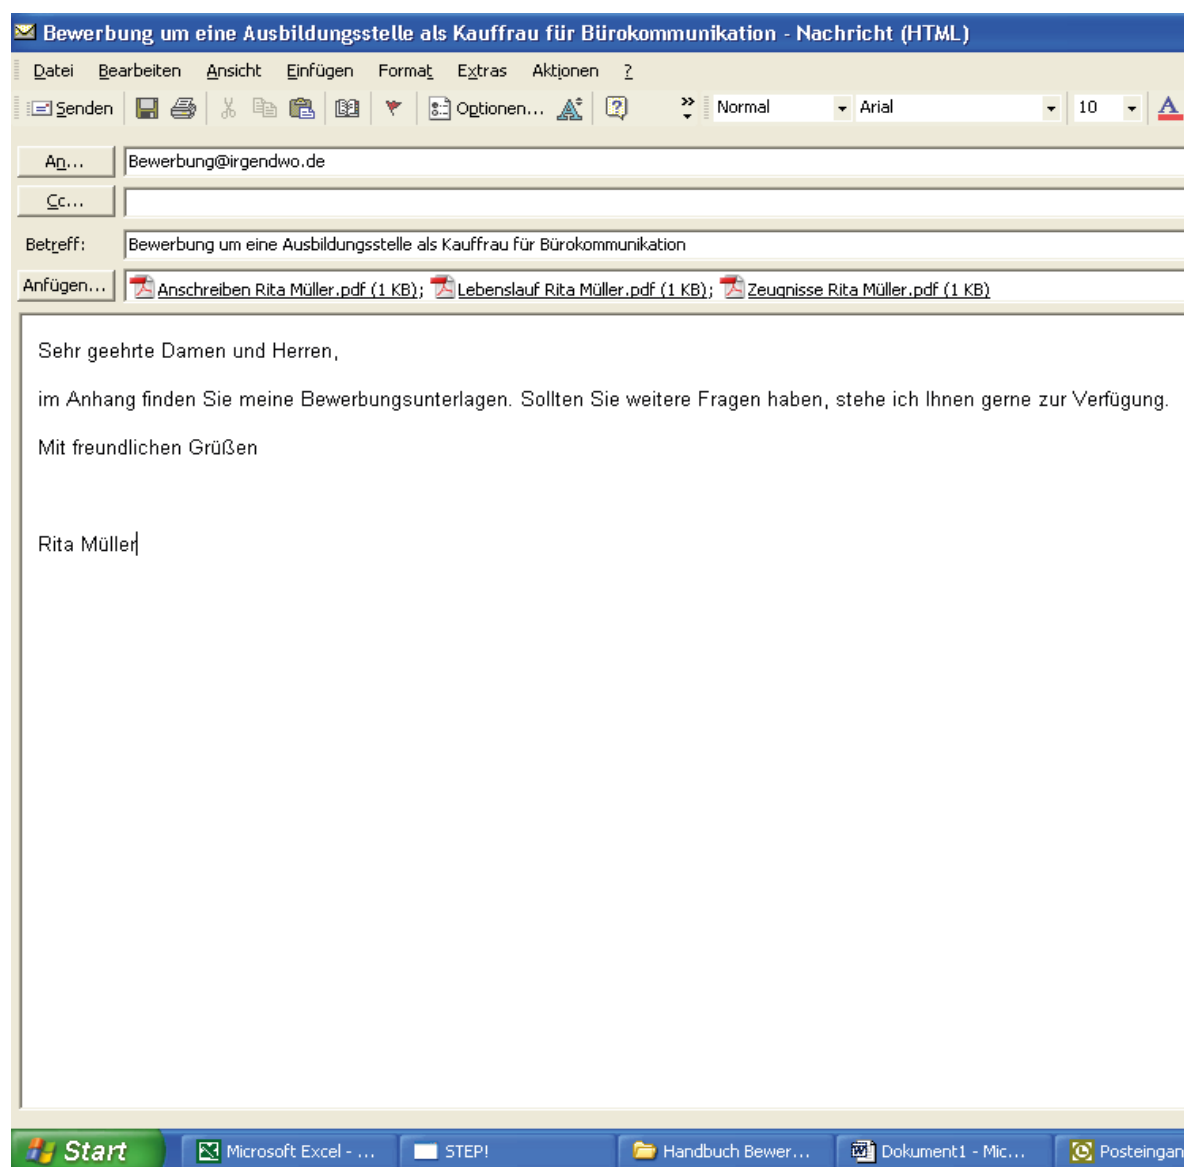 Bewerbung um eine Ausbildungsstelle als Kauffrau für Bürokommunikation - Nachricht (HTML)
Datei Bearbeiten Ansicht Einfügen Format Extras Aktionen ?
Senden Optionen... Normal Arial 10 A
An... Bewerbung@irgendwo.de
Cc...
Betreff: Bewerbung um eine Ausbildungsstelle als Kauffrau für Bürokommunikation
Anfügen... Anschreiben Rita Müller.pdf (1 KB); Lebenslauf Rita Müller.pdf (1 KB); Zeugnisse Rita Müller.pdf (1 KB)
Sehr geehrte Damen und Herren,
im Anhang finden Sie meine Bewerbungsunterlagen. Sollten Sie weitere Fragen haben, stehe ich Ihnen gerne zur Verfügung.
Mit freundlichen Grüßen
Rita Müller
Start Microsoft Excel - ... STEP! Handbuch Bewer... Dokument1 - Mic... Posteingan